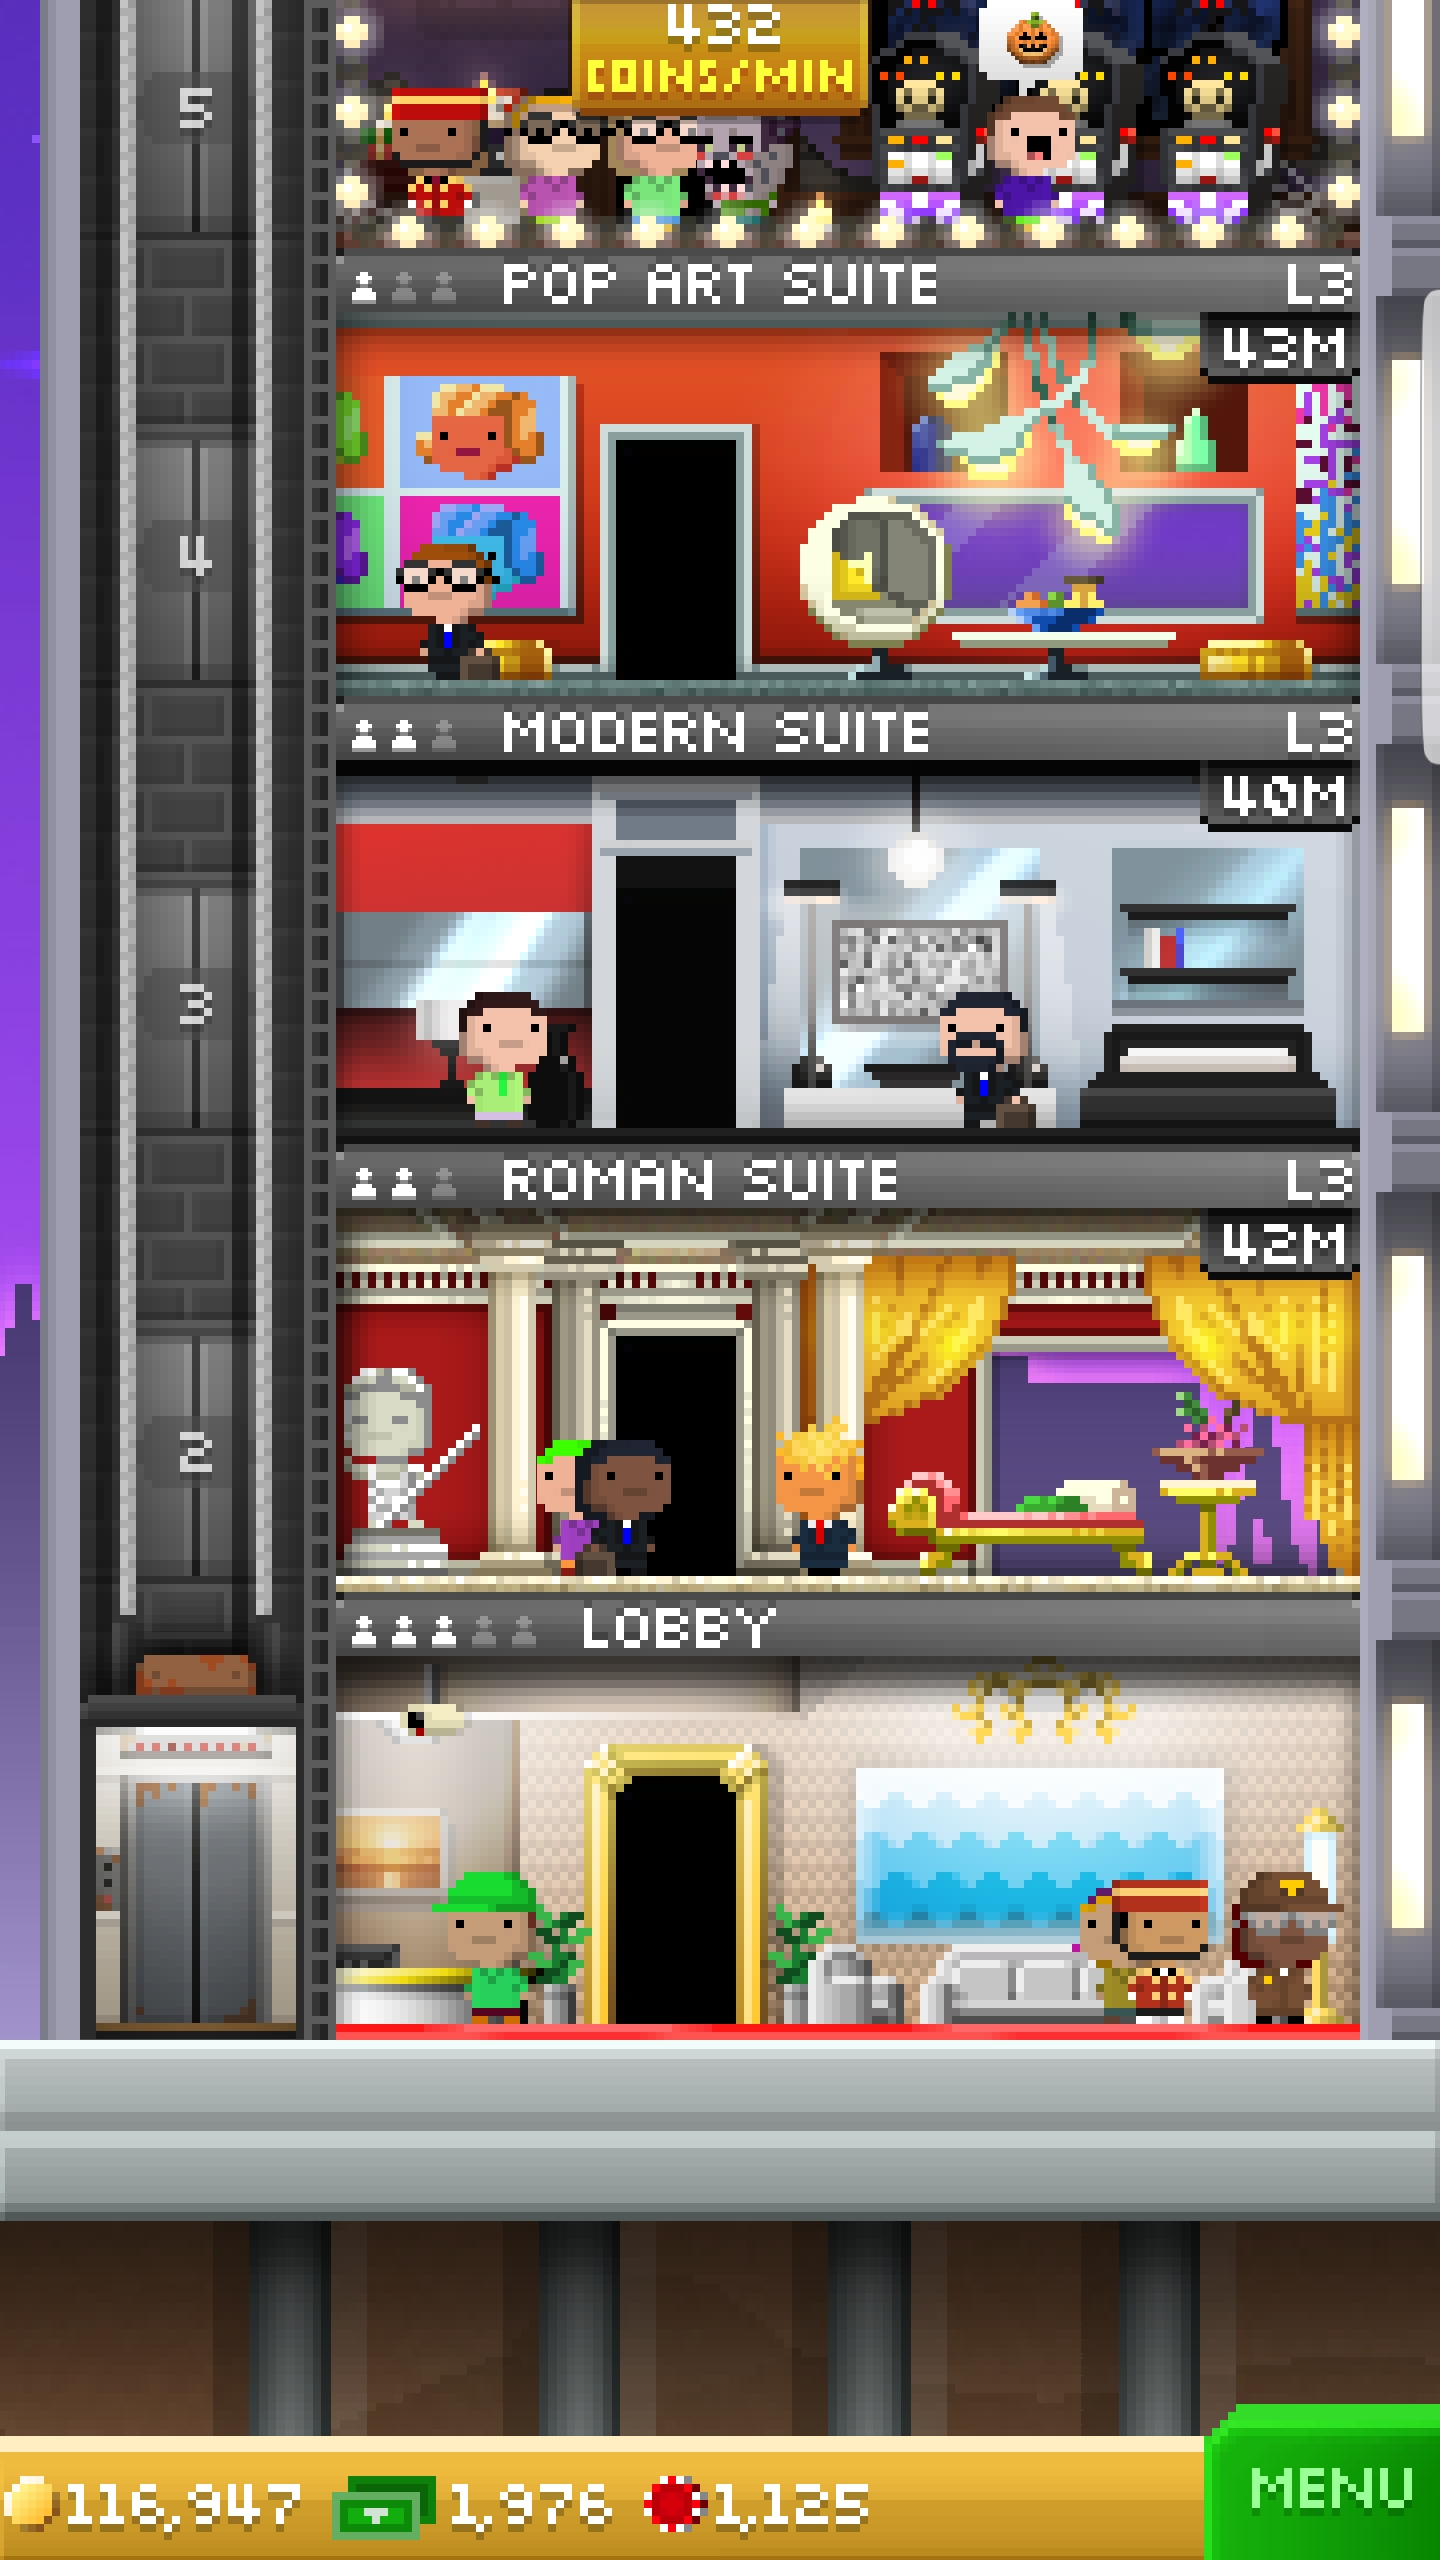 432
COINS/MIN
5
POP ART SUITE L3
43M
4
MODERN SUITE L3
40M
3
ROMAN SUITE L3
42M
2
LOBBY
116,947 1,976 1,125
MENU